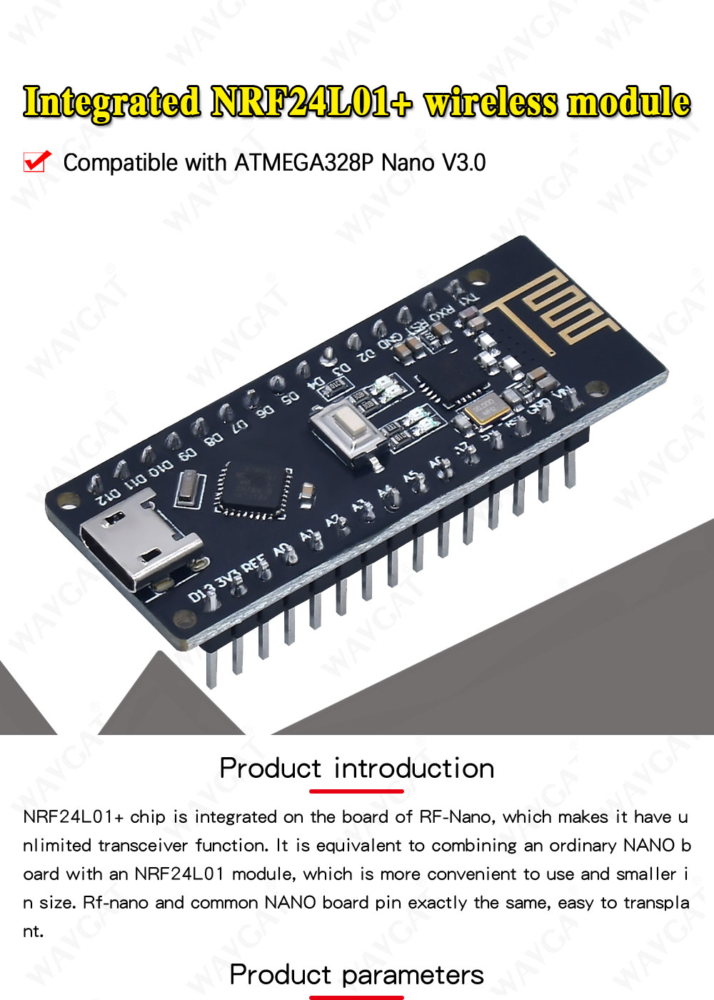 Integrated NRF24L01+ wireless module
Compatible with ATMEGA328P Nano V3.0
WAVGAT
TX1
RX0
RST
GND
D2
D3
D4
D5
D6
D7
D8
D9
D10
D11
D12
VIN
GND
RST
5V
A7
A6
A5
A4
A3
A2
A1
A0
REF
3V3
D13
Product introduction
NRF24L01+ chip is integrated on the board of RF-Nano, which makes it have u
nlimited transceiver function. It is equivalent to combining an ordinary NANO b
oard with an NRF24L01 module, which is more convenient to use and smaller i
n size. Rf-nano and common NANO board pin exactly the same, easy to transpla
nt.
Product parameters